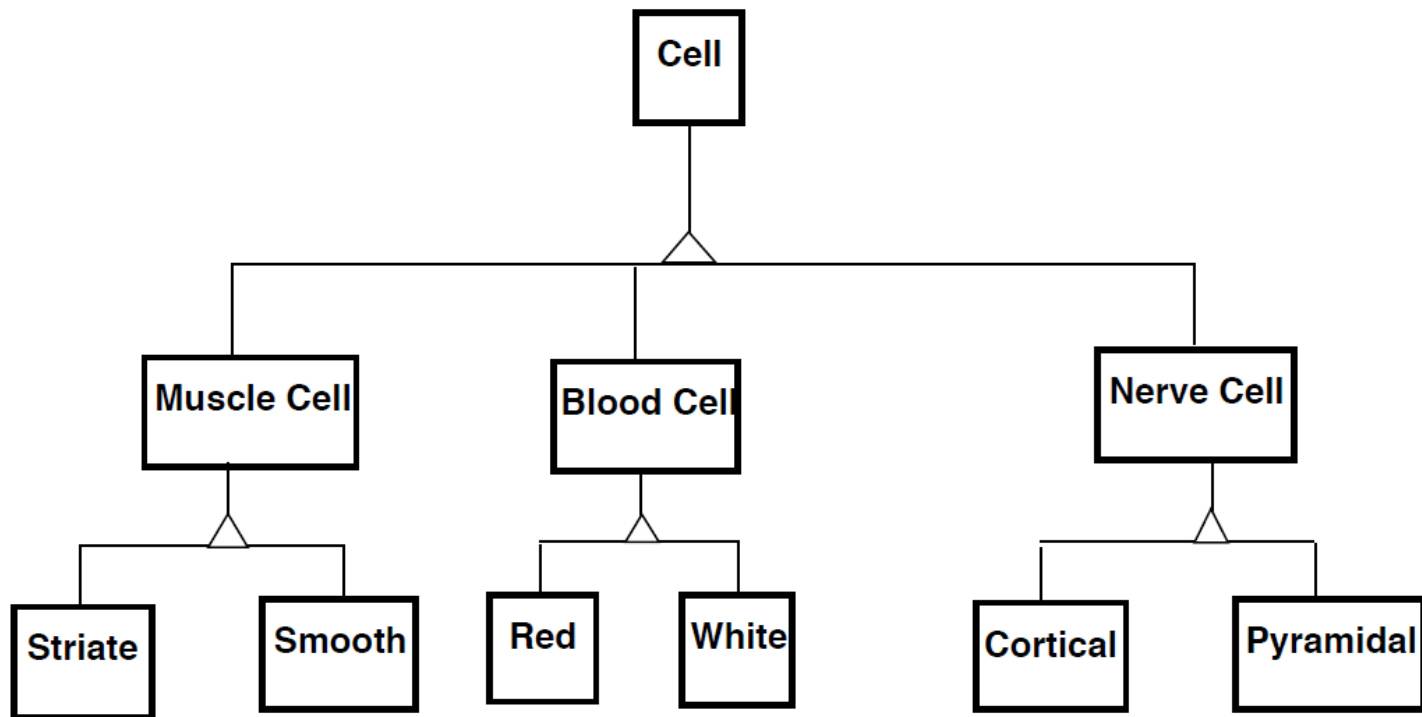 Cell
Muscle Cell
Blood Cell
Nerve Cell
Striate
Smooth
Red
White
Cortical
Pyramidal